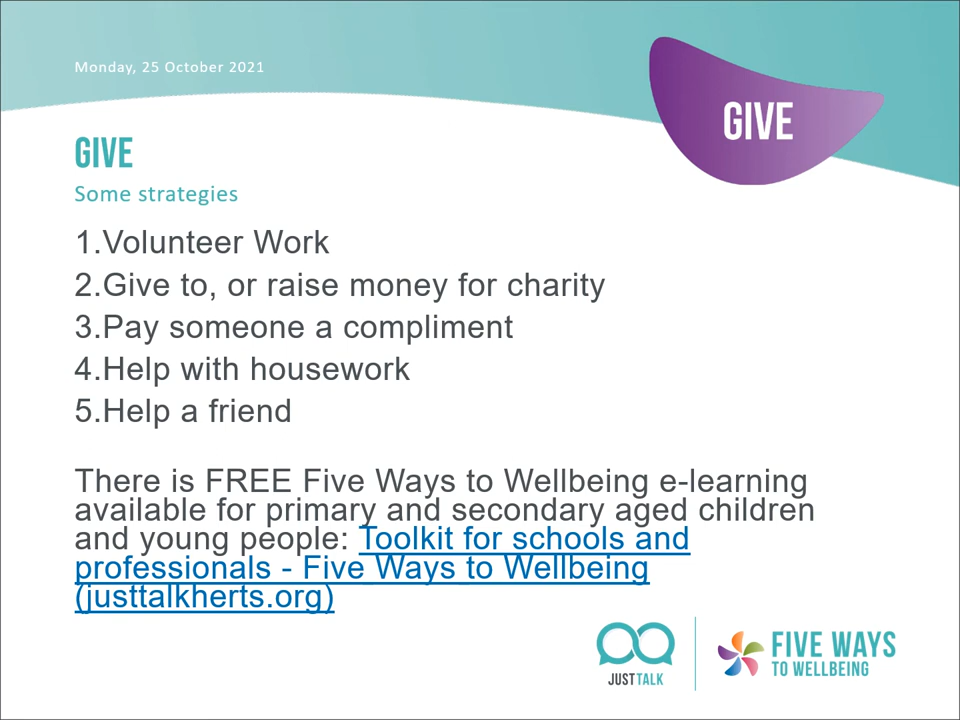 Monday, 25 October 2021
GIVE
GIVE
Some strategies
1.Volunteer Work
2.Give to, or raise money for charity
3.Pay someone a compliment
4.Help with housework
5.Help a friend
There is FREE Five Ways to Wellbeing e-learning
available for primary and secondary aged children
and young people: Toolkit for schools and
professionals - Five Ways to Wellbeing
(justtalkherts.org)
JUSTTALK
FIVE WAYS
TO WELLBEING